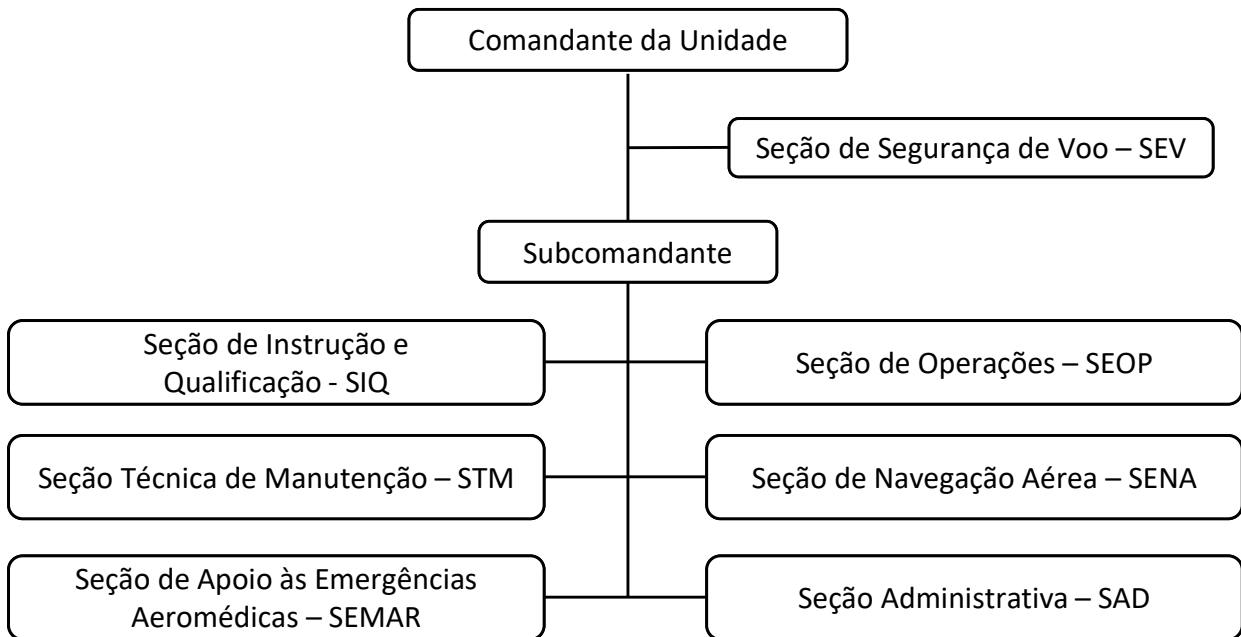 Comandante da Unidade
Seção de Segurança de Voo – SEV
Subcomandante
Seção de Instrução e
Qualificação - SIQ
Seção de Operações – SEOP
Seção Técnica de Manutenção – STM
Seção de Navegação Aérea – SENA
Seção de Apoio às Emergências
Aeromédicas – SEMAR
Seção Administrativa – SAD